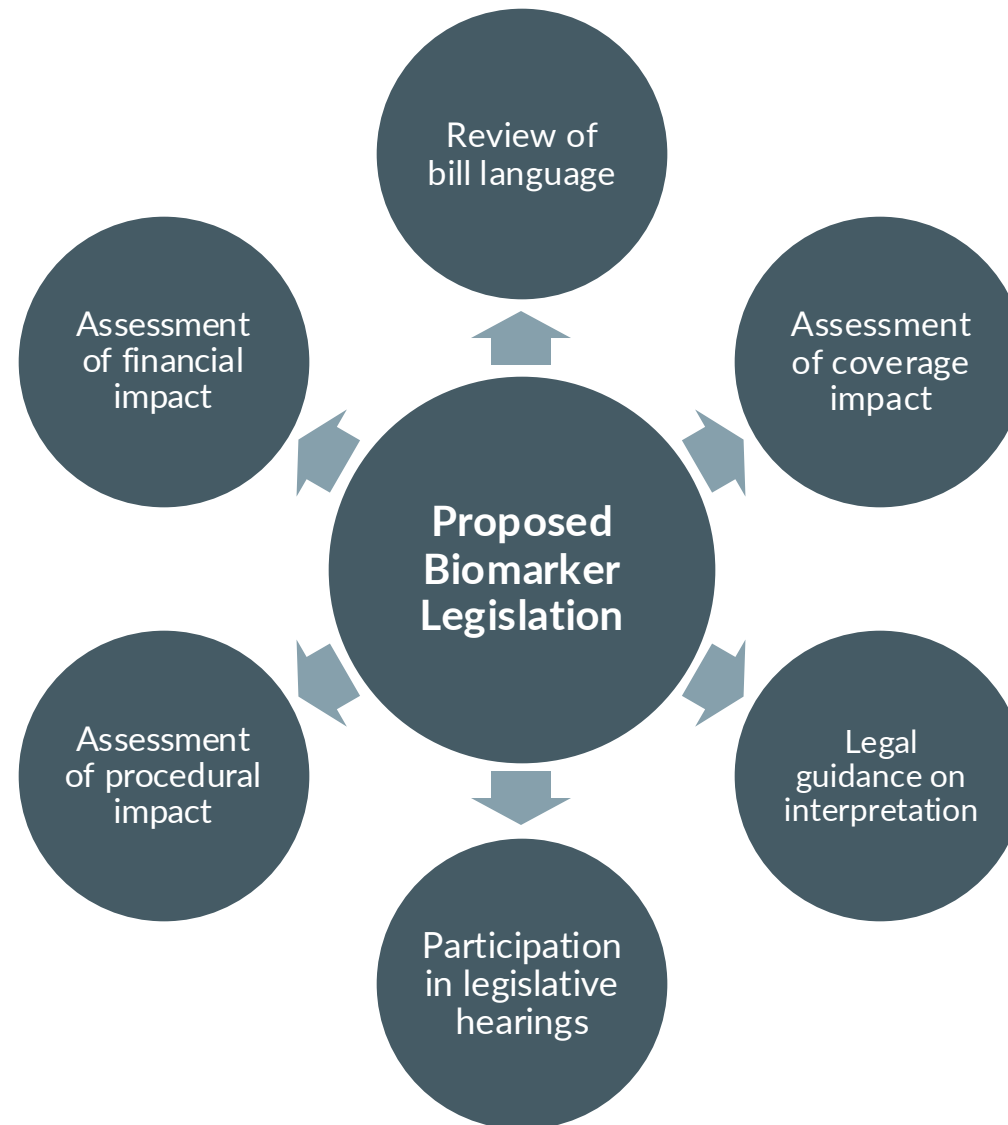 Review of
bill language
Assessment
of financial
impact
Assessment
of coverage
impact
Proposed
Biomarker
Legislation
Assessment
of procedural
impact
Legal
guidance on
interpretation
Participation
in legislative
hearings